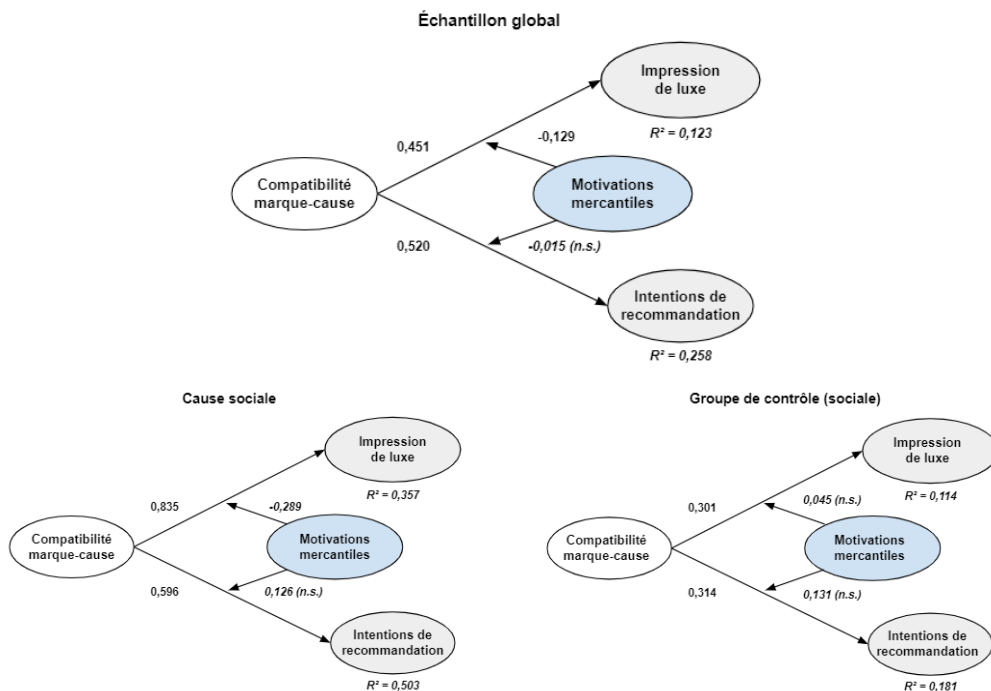 Échantillon global
Impression
de luxe
R² = 0,123
0,451
-0,129
Compatibilité
marque-cause
Motivations
mercantiles
0,520
-0,015 (n.s.)
Intentions de
recommandation
R² = 0,258
Cause sociale
Impression
de luxe
R² = 0,357
0,835
-0,289
Compatibilité
marque-cause
Motivations
mercantiles
0,596
0,126 (n.s.)
Intentions de
recommandation
R² = 0,503
Groupe de contrôle (sociale)
Impression
de luxe
R² = 0,114
0,301
0,045 (n.s.)
Compatibilité
marque-cause
Motivations
mercantiles
0,314
0,131 (n.s.)
Intentions de
recommandation
R² = 0.181